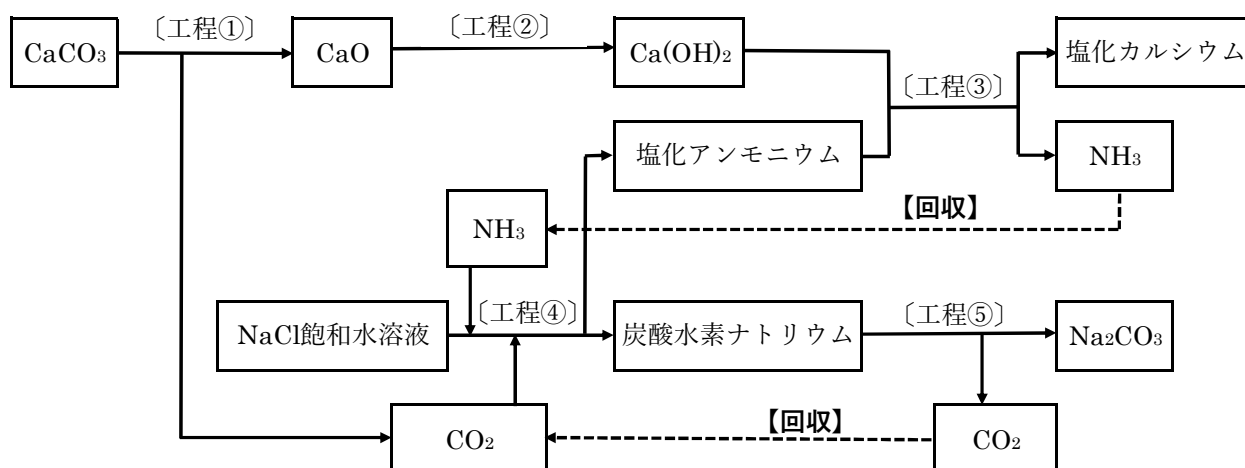 〔工程①〕
〔工程②〕
CaCO3
CaO
Ca(OH)2
塩化カルシウム
〔工程③〕
塩化アンモニウム
NH3
【回収】
NH3
〔工程④〕
〔工程⑤〕
NaCl飽和水溶液
炭酸水素ナトリウム
Na2CO3
【回収】
CO2
CO2